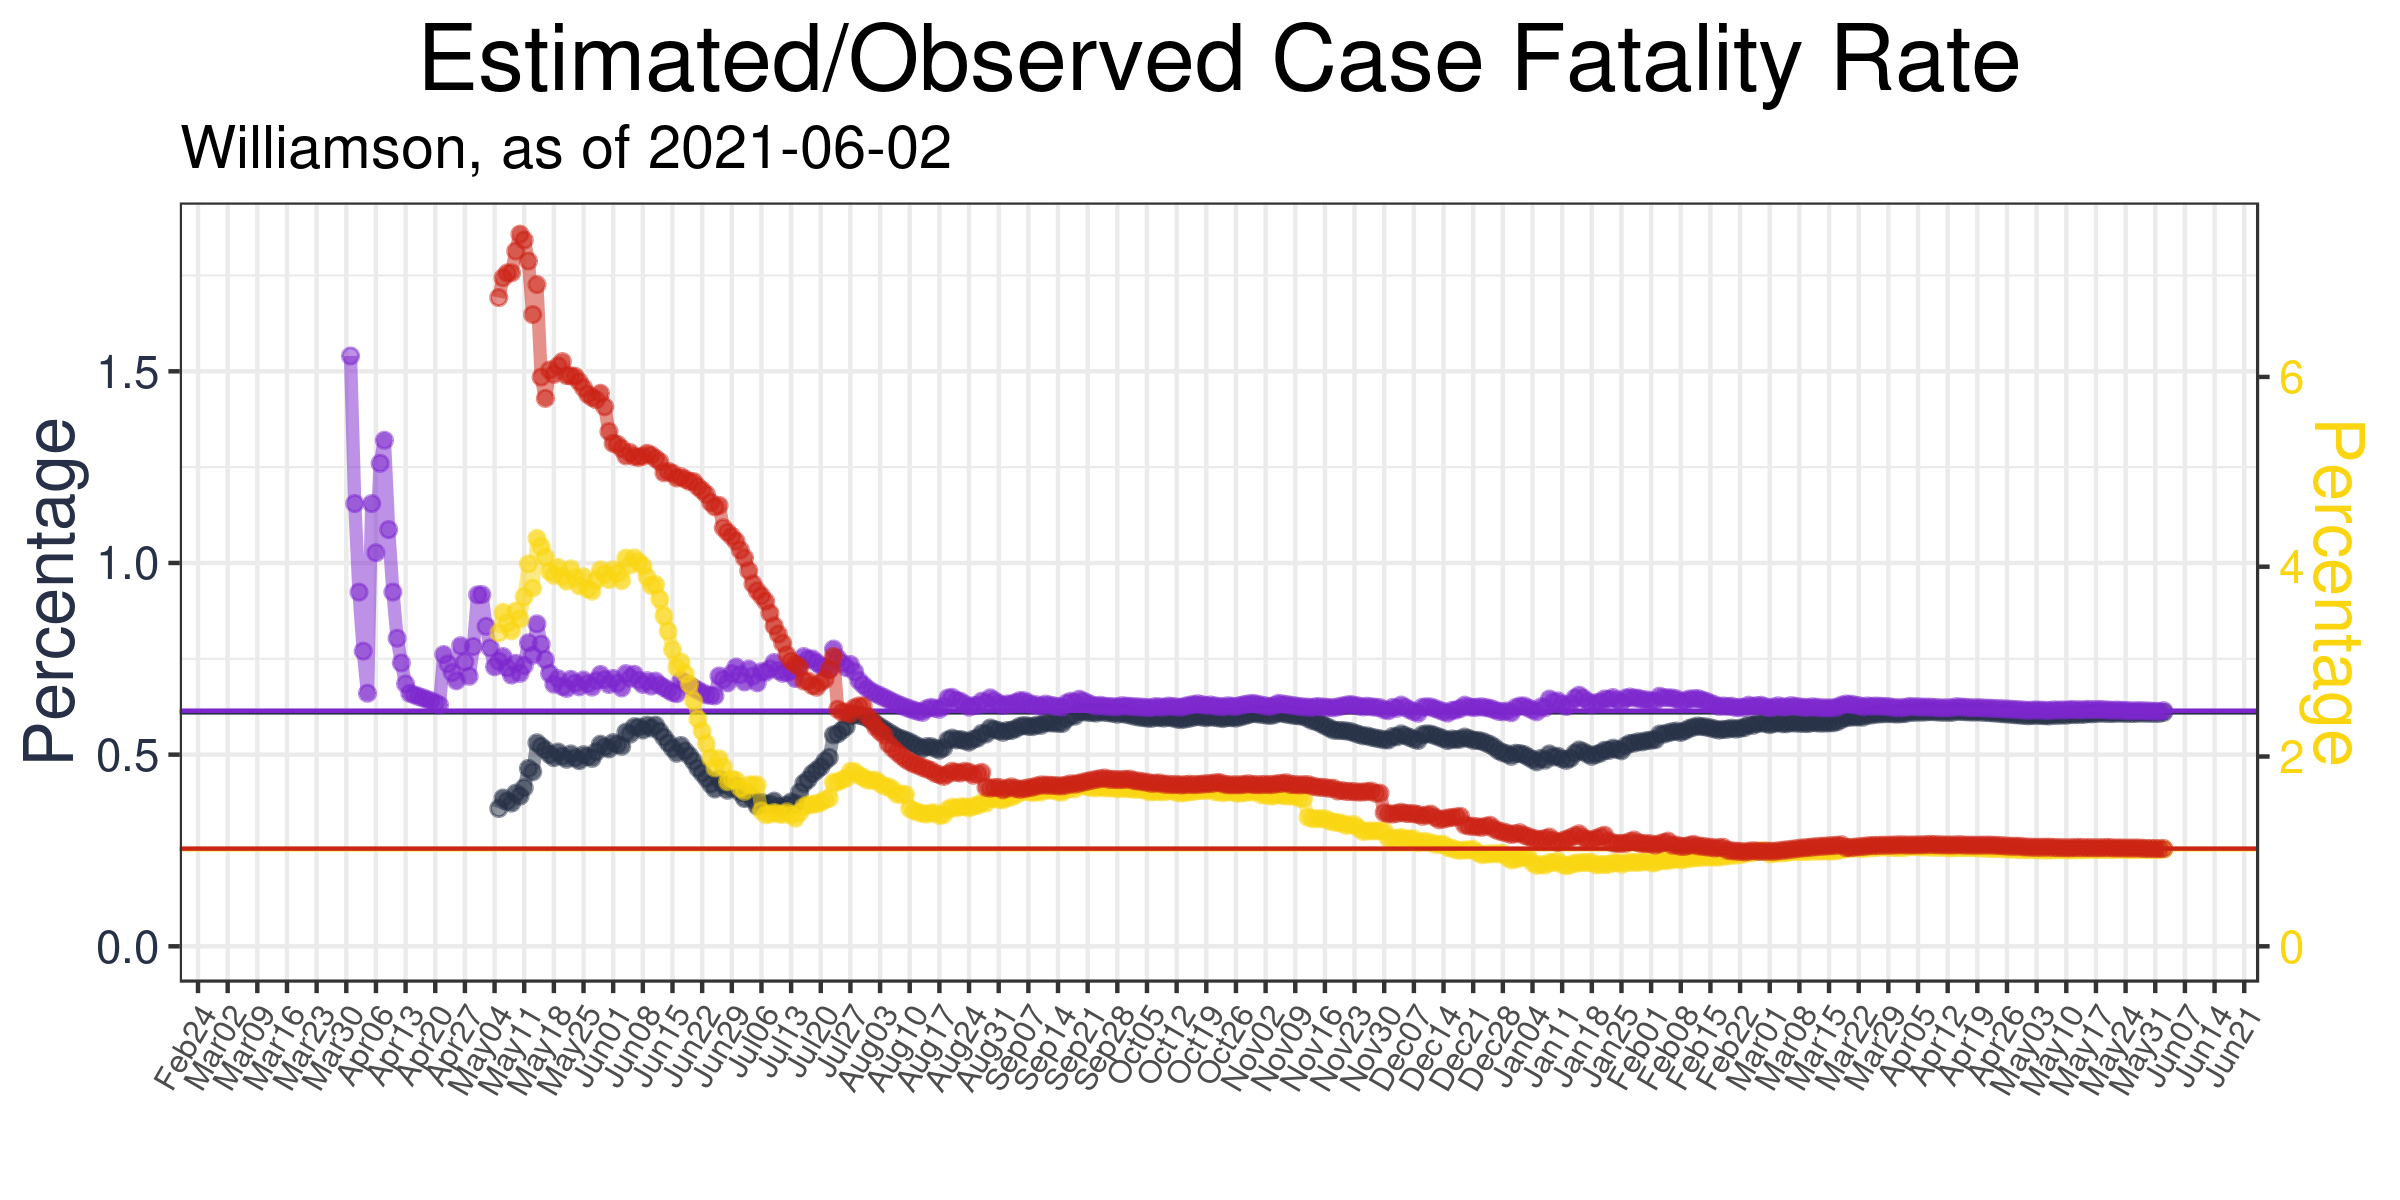 Estimated/Observed Case Fatality Rate
Williamson, as of 2021-06-02
Percentage
1.5
1.0
0.5
0.0
6
4
2
0
Percentage
Feb24
Mar02
Mar09
Mar16
Mar23
Mar30
Apr06
Apr13
Apr20
Apr27
May04
May11
May18
May25
Jun01
Jun08
Jun15
Jun22
Jun29
Jul06
Jul13
Jul20
Jul27
Aug03
Aug10
Aug17
Aug24
Aug31
Sep07
Sep14
Sep21
Sep28
Oct05
Oct12
Oct19
Oct26
Nov02
Nov09
Nov16
Nov23
Nov30
Dec07
Dec14
Dec21
Dec28
Jan04
Jan11
Jan18
Jan25
Feb01
Feb08
Feb15
Feb22
Mar01
Mar08
Mar15
Mar22
Mar29
Apr05
Apr12
Apr19
Apr26
May03
May10
May17
May24
May31
Jun07
Jun14
Jun21